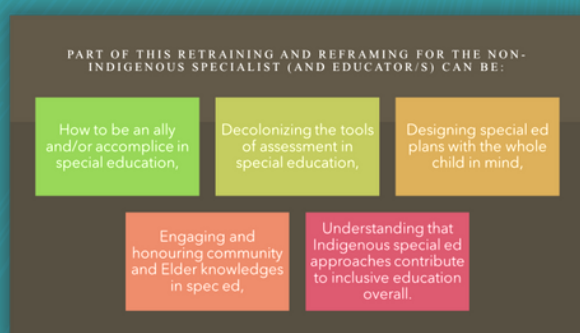 PART OF THIS RETRAINING AND REFRAMING FOR THE NON-
INDIGENOUS SPECIALIST (AND EDUCATOR/S) CAN BE:
How to be an ally
and/or accomplice in
special education,
Decolonizing the tools
of assessment in
special education,
Designing special ed
plans with the whole
child in mind,
Engaging and
honouring community
and Elder knowledges
in spec ed,
Understanding that
Indigenous special ed
approaches contribute
to inclusive education
overall.